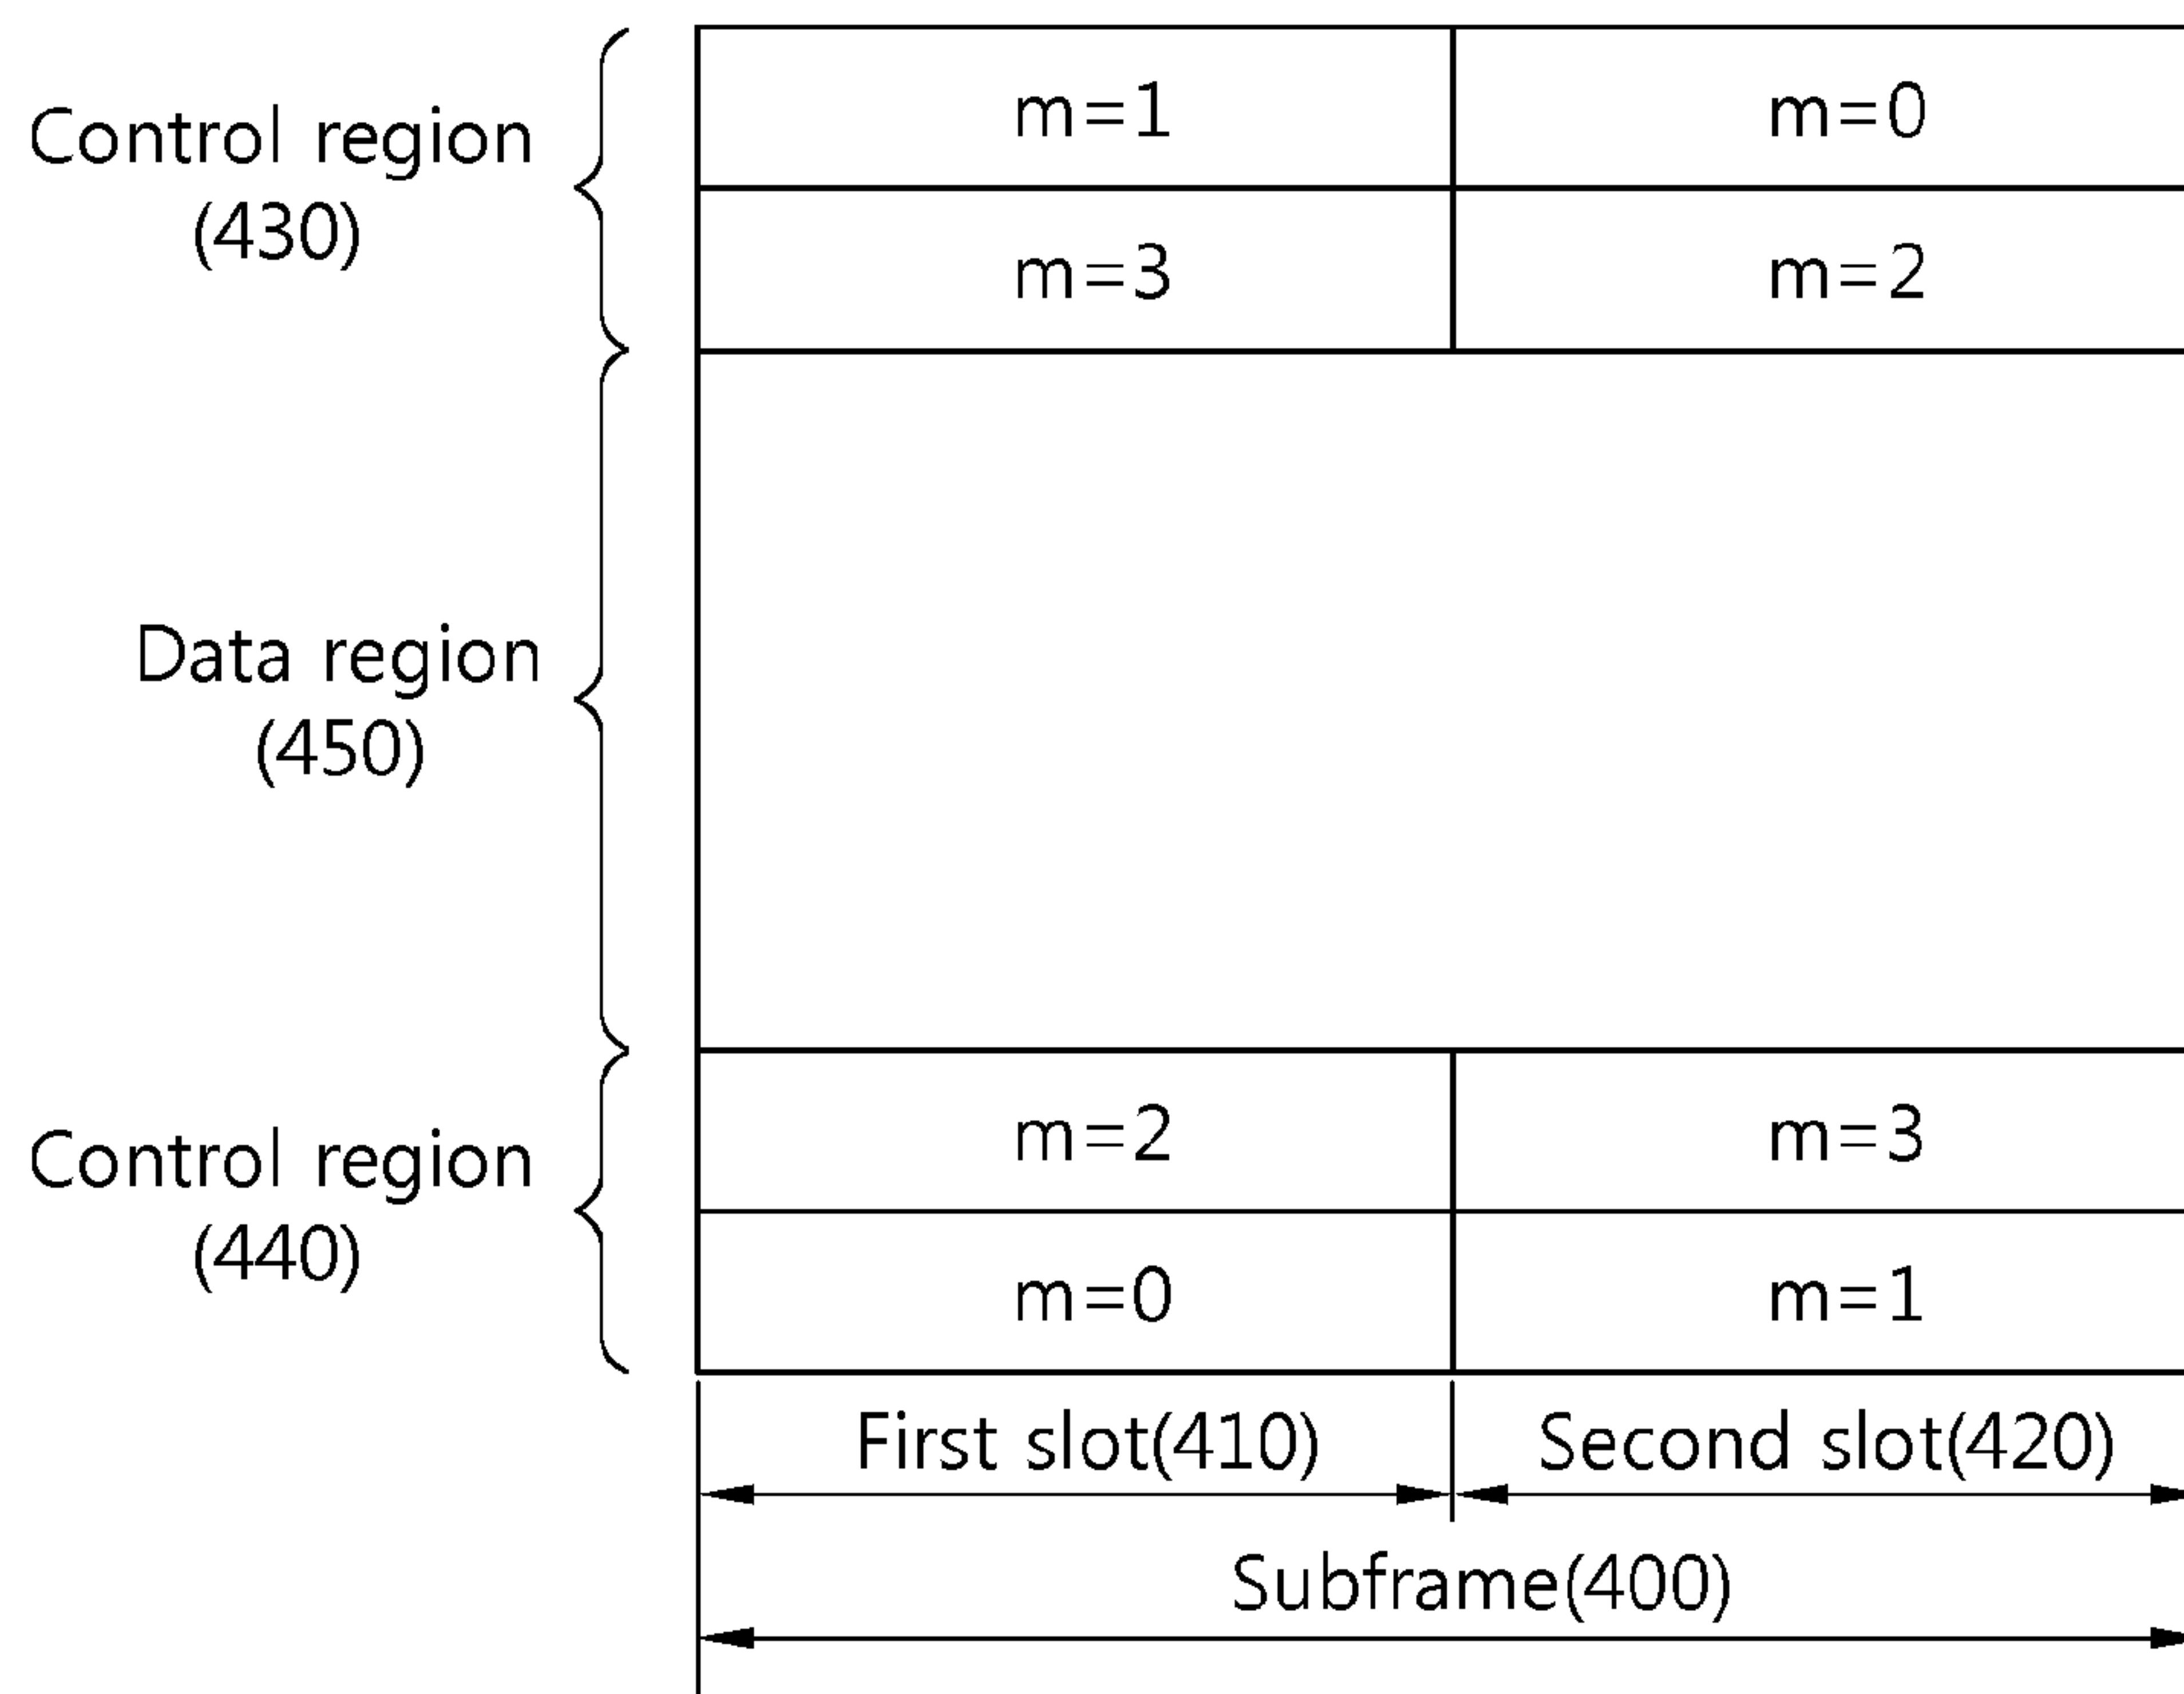 m=1 m=0
Control region
(430)
m=3 m=2
Data region
(450)
m=2 m=3
Control region
(440)
m=0 m=1
First slot(410) Second slot(420)
Subframe(400)